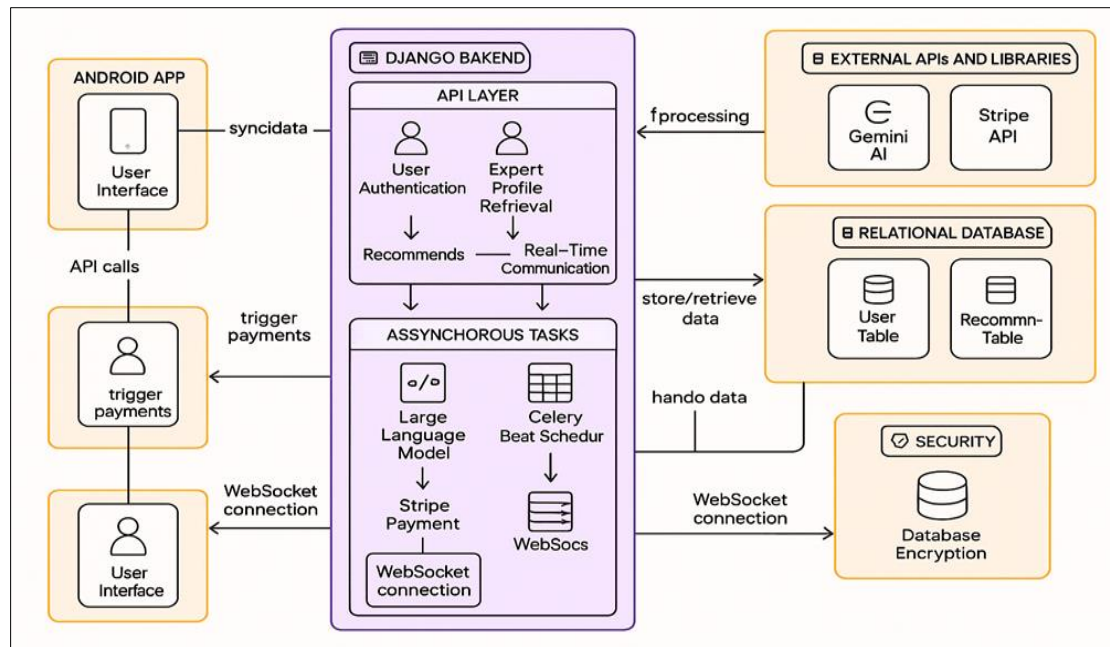 ANDROID APP
User
Interface
API calls
trigger
payments
User
Interface
syncidata
trigger
payments
WebSocket
connection
DJANGO BAKEND
API LAYER
User
Authentication
Expert
Profile
Retrieval
Recommends
Real-Time
Communication
ASSYNCHOROUS TASKS
Large
Language
Model
Celery
Beat Schedur
Stripe
Payment
WebSocs
WebSocket
connection
fprocessing
store/retrieve
data
hando data
WebSocket
connection
EXTERNAL APIs AND LIBRARIES
Gemini
AI
Stripe
API
RELATIONAL DATABASE
User
Table
Recommn-
Table
SECURITY
Database
Encryption